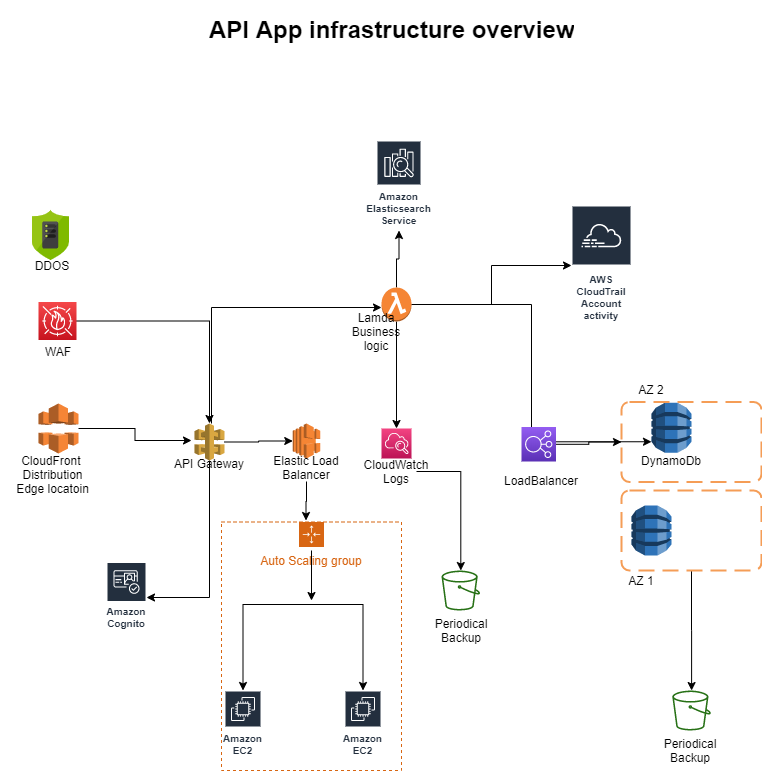 API App infrastructure overview
Amazon
Elasticsearch
Service
DDOS
AWS
CloudTrail
Account
activity
Lamda
Business
logic
WAF
AZ 2
CloudFront
Distribution
Edge locatoin
API Gateway
Elastic Load
Balancer
CloudWatch
Logs
LoadBalancer
DynamoDb
Auto Scaling group
AZ 1
Amazon
Cognito
Periodical
Backup
Amazon
EC2
Amazon
EC2
Periodical
Backup